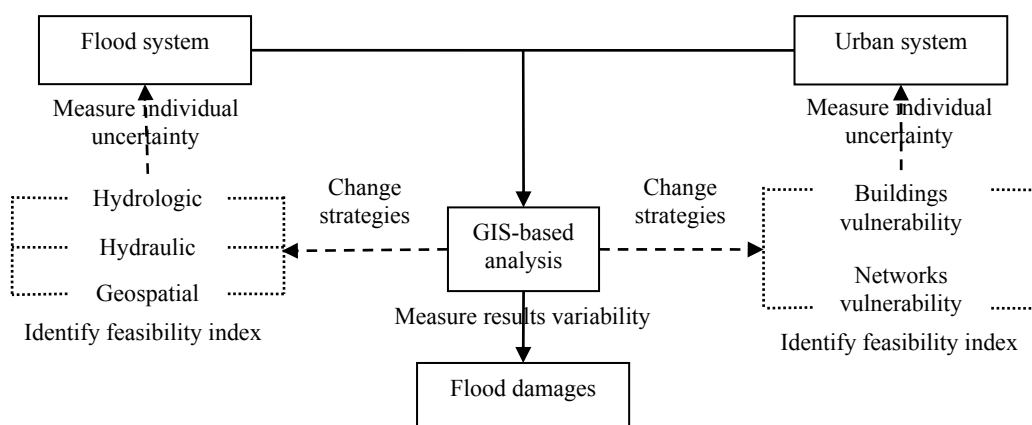 Flood system
Urban system
Measure individual
uncertainty
Measure individual
uncertainty
Hydrologic
Hydraulic
Geospatial
Identify feasibility index
Change
strategies
GIS-based
analysis
Change
strategies
Buildings
vulnerability
Networks
vulnerability
Identify feasibility index
Measure results variability
Flood damages